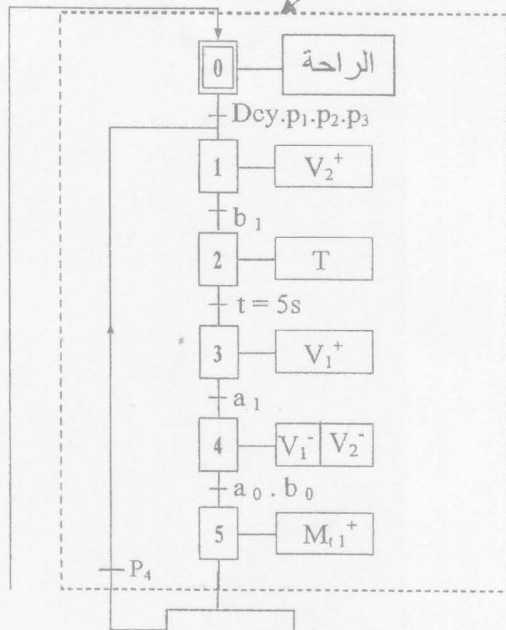 0 الراحة
Dcy.p₁.p₂.p₃
1 V₂⁺
b₁
2 T
t = 5s
3 V₁⁺
a₁
4 V₁⁻ V₂⁻
a₀ . b₀
5 Mₜ₁⁺
P₄